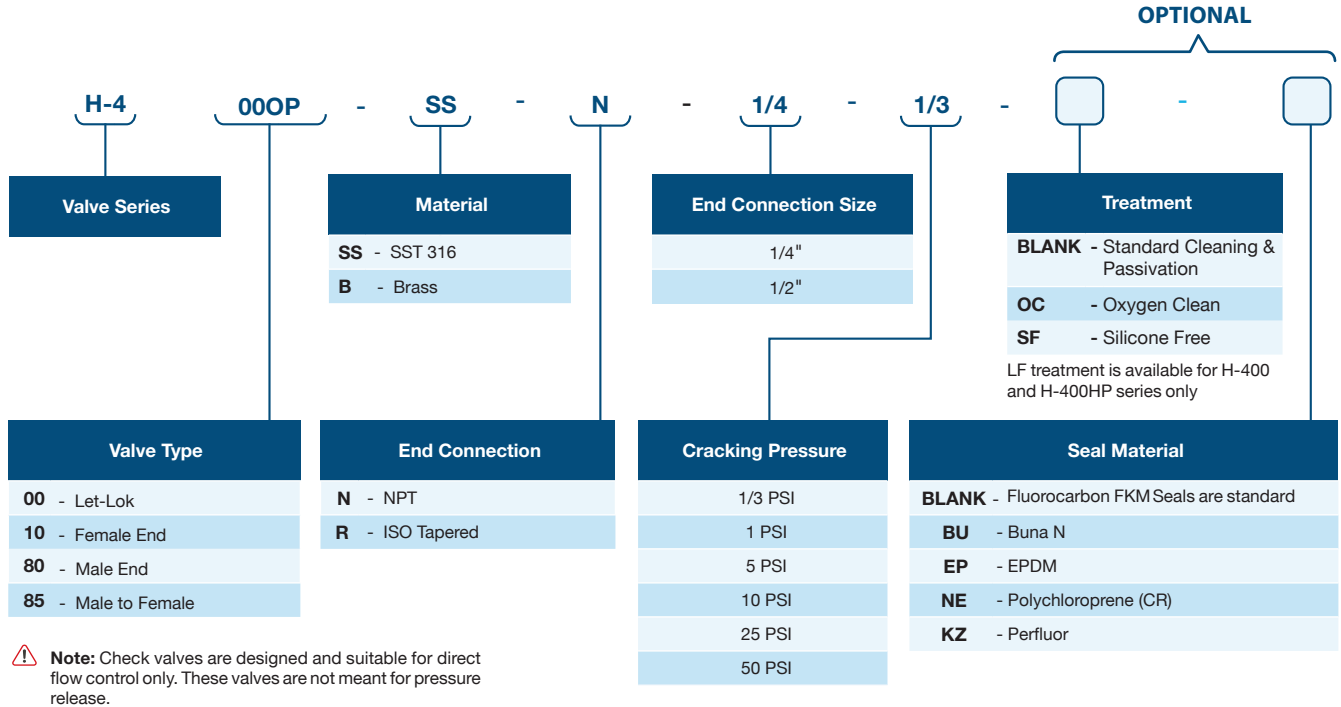 OPTIONAL
H-4 00OP - SS - N - 1/4 - 1/3 - -
Valve Series
Material
SS - SST 316
B - Brass
End Connection Size
1/4"
1/2"
Treatment
BLANK - Standard Cleaning &
Passivation
OC - Oxygen Clean
SF - Silicone Free
LF treatment is available for H-400
and H-400HP series only
Valve Type
00 - Let-Lok
10 - Female End
80 - Male End
85 - Male to Female
End Connection
N - NPT
R - ISO Tapered
Cracking Pressure
1/3 PSI
1 PSI
5 PSI
10 PSI
25 PSI
50 PSI
Seal Material
BLANK - Fluorocarbon FKM Seals are standard
BU - Buna N
EP - EPDM
NE - Polychloroprene (CR)
KZ - Perfluor
Note: Check valves are designed and suitable for direct
flow control only. These valves are not meant for pressure
release.